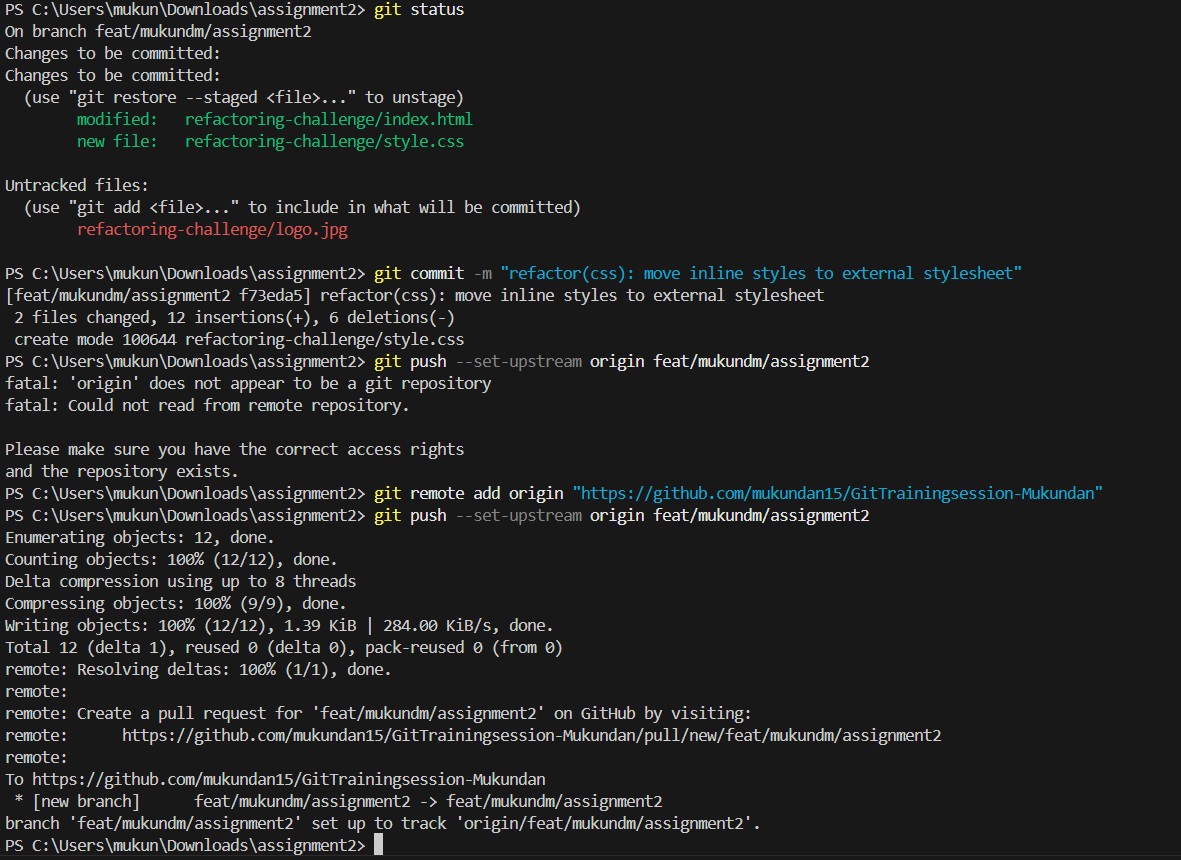 PS C:\Users\mukun\Downloads\assignment2> git status
On branch feat/mukundm/assignment2
Changes to be committed:
Changes to be committed:
  (use "git restore --staged <file>..." to unstage)
        modified:   refactoring-challenge/index.html
        new file:   refactoring-challenge/style.css

Untracked files:
  (use "git add <file>..." to include in what will be committed)
        refactoring-challenge/logo.jpg

PS C:\Users\mukun\Downloads\assignment2> git commit -m "refactor(css): move inline styles to external stylesheet"
[feat/mukundm/assignment2 f73eda5] refactor(css): move inline styles to external stylesheet
 2 files changed, 12 insertions(+), 6 deletions(-)
 create mode 100644 refactoring-challenge/style.css
PS C:\Users\mukun\Downloads\assignment2> git push --set-upstream origin feat/mukundm/assignment2
fatal: 'origin' does not appear to be a git repository
fatal: Could not read from remote repository.

Please make sure you have the correct access rights
and the repository exists.
PS C:\Users\mukun\Downloads\assignment2> git remote add origin "https://github.com/mukundan15/GitTrainingsession-Mukundan"
PS C:\Users\mukun\Downloads\assignment2> git push --set-upstream origin feat/mukundm/assignment2
Enumerating objects: 12, done.
Counting objects: 100% (12/12), done.
Delta compression using up to 8 threads
Compressing objects: 100% (9/9), done.
Writing objects: 100% (12/12), 1.39 KiB | 284.00 KiB/s, done.
Total 12 (delta 1), reused 0 (delta 0), pack-reused 0 (from 0)
remote: Resolving deltas: 100% (1/1), done.
remote:
remote: Create a pull request for 'feat/mukundm/assignment2' on GitHub by visiting:
remote:      https://github.com/mukundan15/GitTrainingsession-Mukundan/pull/new/feat/mukundm/assignment2
remote:
To https://github.com/mukundan15/GitTrainingsession-Mukundan
 * [new branch]      feat/mukundm/assignment2 -> feat/mukundm/assignment2
branch 'feat/mukundm/assignment2' set up to track 'origin/feat/mukundm/assignment2'.
PS C:\Users\mukun\Downloads\assignment2>